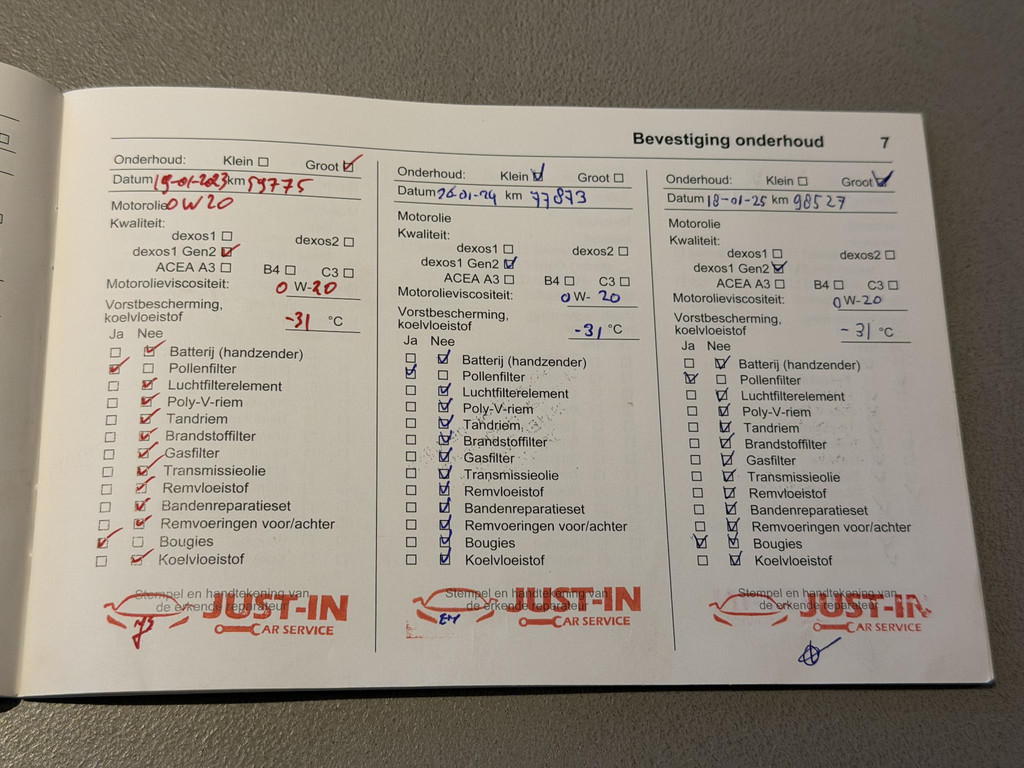 Bevestiging onderhoud 7
Onderhoud: Klein Groot
Datum 19-01-2023 km 59775
Motorolie 0W20
Kwaliteit:
dexos1 dexos2
dexos1 Gen2
ACEA A3 B4 C3
Motorolieviscositeit: 0 W-20
Vorstbescherming,
koelvloeistof -31 °C
Ja Nee
Batterij (handzender)
Pollenfilter
Luchtfilterelement
Poly-V-riem
Tandriem
Brandstoffilter
Gasfilter
Transmissieolie
Remvloeistof
Bandenreparatieset
Remvoeringen voor/achter
Bougies
Koelvloeistof
Stempel en handtekening van
de erkende reparateur
JUST-IN
CAR SERVICE
Onderhoud: Klein Groot
Datum 26-01-24 km 77873
Motorolie
Kwaliteit:
dexos1 dexos2
dexos1 Gen2
ACEA A3 B4 C3
Motorolieviscositeit: 0 W- 20
Vorstbescherming,
koelvloeistof -31 °C
Ja Nee
Batterij (handzender)
Pollenfilter
Luchtfilterelement
Poly-V-riem
Tandriem
Brandstoffilter
Gasfilter
Transmissieolie
Remvloeistof
Bandenreparatieset
Remvoeringen voor/achter
Bougies
Koelvloeistof
Stempel en handtekening van
de erkende reparateur
JUST-IN
CAR SERVICE
Onderhoud: Klein Groot
Datum 18-01-25 km 98527
Motorolie
Kwaliteit:
dexos1 dexos2
dexos1 Gen2
ACEA A3 B4 C3
Motorolieviscositeit: 0 W-20
Vorstbescherming,
koelvloeistof -31 °C
Ja Nee
Batterij (handzender)
Pollenfilter
Luchtfilterelement
Poly-V-riem
Tandriem
Brandstoffilter
Gasfilter
Transmissieolie
Remvloeistof
Bandenreparatieset
Remvoeringen voor/achter
Bougies
Koelvloeistof
Stempel en handtekening van
de erkende reparateur
JUST-IN
CAR SERVICE